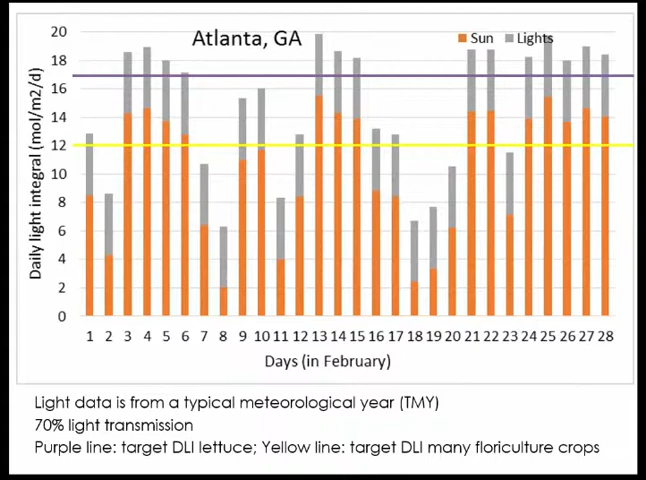 Atlanta, GA
Sun Lights
Daily light integral (mol/m2/d)
20
18
16
14
12
10
8
6
4
2
0
1 2 3 4 5 6 7 8 9 10 11 12 13 14 15 16 17 18 19 20 21 22 23 24 25 26 27 28
Days (in February)
Light data is from a typical meteorological year (TMY)
70% light transmission
Purple line: target DLI lettuce; Yellow line: target DLI many floriculture crops